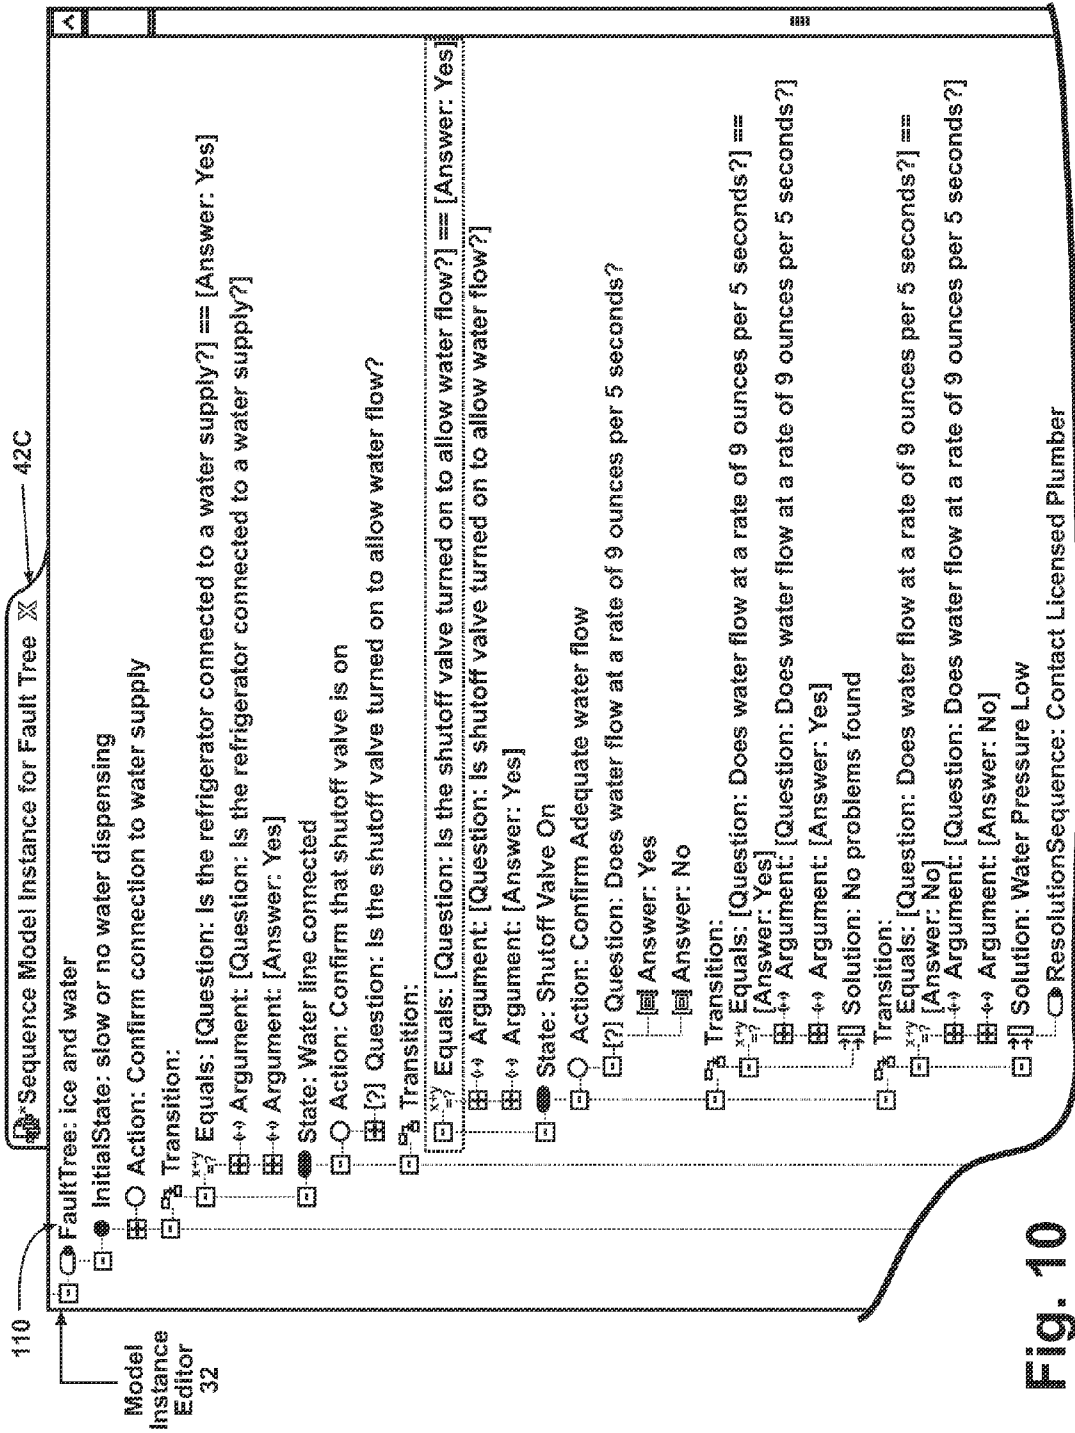 110
*Sequence Model Instance for Fault Tree X
42C
Model
Instance
Editor
32
FaultTree: ice and water
InitialState: slow or no water dispensing
Action: Confirm connection to water supply
Transition:
x+y
=? Equals: [Question: Is the refrigerator connected to a water supply?] == [Answer: Yes]
Argument: [Question: Is the refrigerator connected to a water supply?]
Argument: [Answer: Yes]
State: Water line connected
Action: Confirm that shutoff valve is on
[?] Question: Is the shutoff valve turned on to allow water flow?
Transition:
x+y
=? Equals: [Question: Is the shutoff valve turned on to allow water flow?] == [Answer: Yes]
Argument: [Question: Is shutoff valve turned on to allow water flow?]
Argoment: [Answer: Yes]
State: Shutoff Valve On
Action: Confirm Adequate water flow
[?] Question: Does water flow at a rate of 9 ounces per 5 seconds?
Answer: Yes
Answer: No
Transition:
x+y
=? Equals: [Question: Does water flow at a rate of 9 ounces per 5 seconds?] ==
[Answer: Yes]
Argument: [Question: Does water flow at a rate of 9 ounces per 5 seconds?]
Argument: [Answer: Yes]
Solution: No problems found
Transition:
x+y
=? Equals: [Question: Does water flow at a rate of 9 ounces per 5 seconds?] ==
[Answer: No]
Argument: [Question: Does water flow at a rate of 9 ounces per 5 seconds?]
Argument: [Answer: No]
Solution: Water Pressure Low
ResolutionSequence: Contact Licensed Plumber
Fig. 10